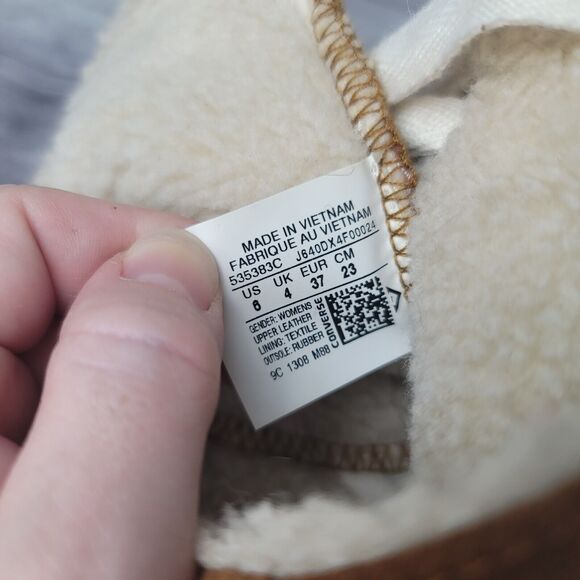 MADE IN VIETNAM
FABRIQUE AU VIETNAM
535383C J640DX4F00024
US UK EUR CM
6 4 37 23
GENDER: WOMENS
UPPER LEATHER
LINING: TEXTILE
OUTSOLE: RUBBER
CONVERSE
9C 1308 M88